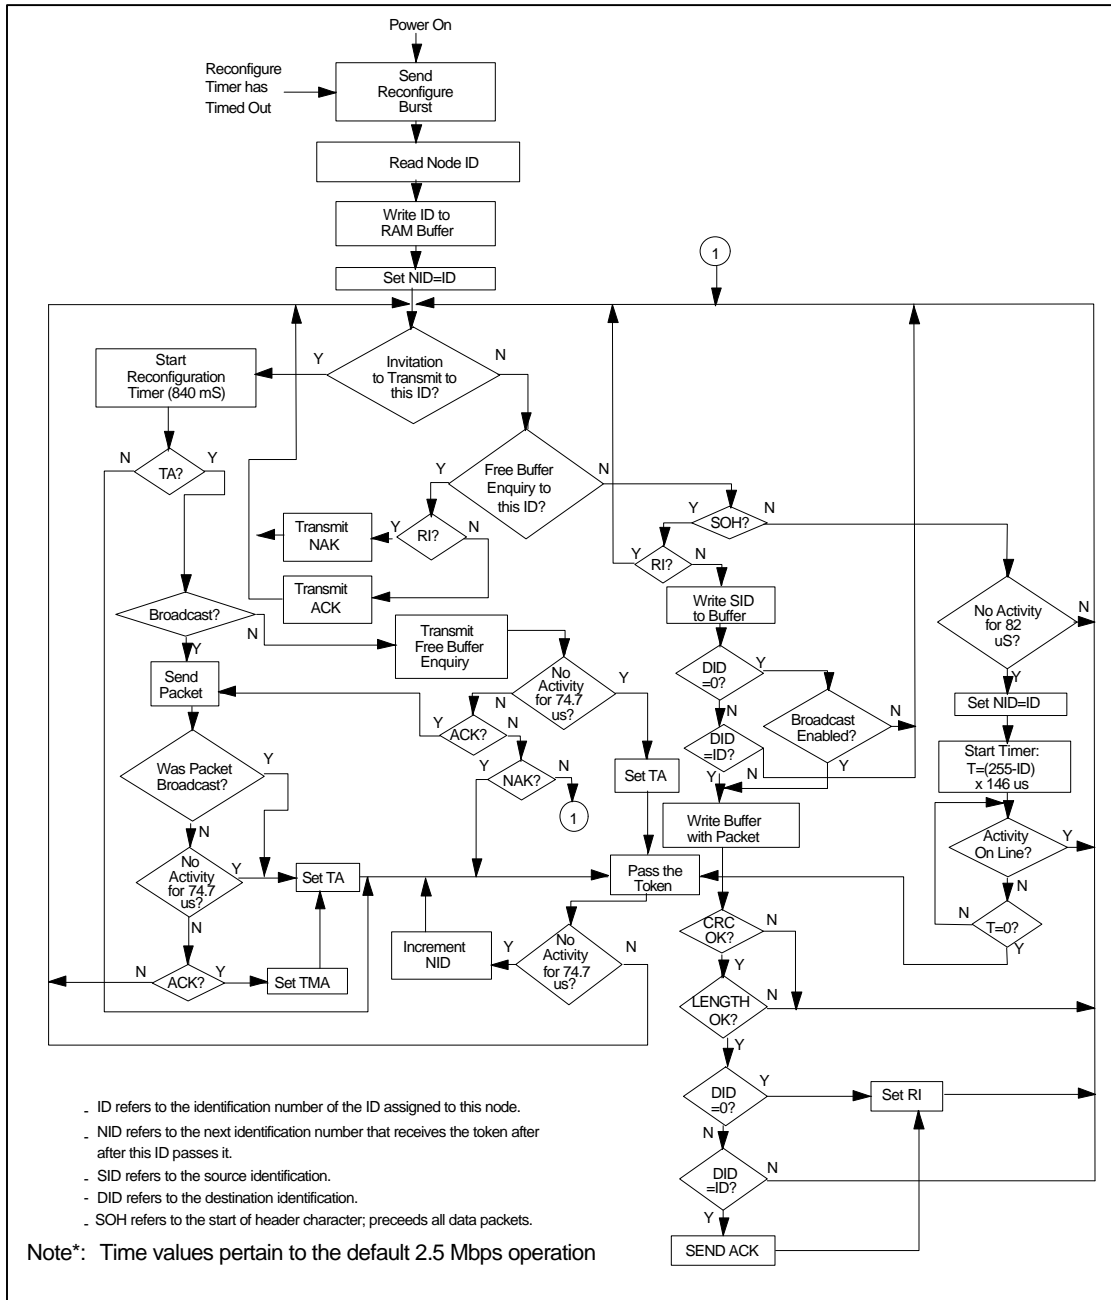 Power On
Reconfigure
Timer has
Timed Out
Send
Reconfigure
Burst
Read Node ID
Write ID to
RAM Buffer
1
Set NID=ID
Y
Invitation
to Transmit to
this ID?
N
Start
Reconfiguration
Timer (840 mS)
N
TA?
Y
Y
Free Buffer
Enquiry to
this ID?
N
Y
SOH?
N
Transmit
NAK
Y
RI?
N
Y
RI?
N
Transmit
ACK
Write SID
to Buffer
No Activity
for 82
uS?
N
Y
Broadcast?
N
Y
Transmit
Free Buffer
Enquiry
Send
Packet
No
Activity
for 74.7
us?
Y
N
DID
=0?
Y
N
Set NID=ID
Broadcast
Enabled?
N
Y
Y
ACK?
N
DID
=ID?
N
Y
Start Timer:
T=(255-ID)
x 146 us
Was Packet
Broadcast?
Y
N
Y
NAK?
N
1
Set TA
Write Buffer
with Packet
Activity
On Line?
Y
N
No
Activity
for 74.7
us?
Y
N
Set TA
Pass the
Token
N
T=0?
Y
CRC
OK?
N
Y
Increment
NID
Y
No
Activity
for 74.7
us?
N
N
ACK?
Y
Set TMA
LENGTH
OK?
N
Y
DID
=0?
Y
N
Set RI
DID
=ID?
N
Y
SEND ACK
- ID refers to the identification number of the ID assigned to this node.
- NID refers to the next identification number that receives the token after
after this ID passes it.
- SID refers to the source identification.
- DID refers to the destination identification.
- SOH refers to the start of header character; preceeds all data packets.
Note*: Time values pertain to the default 2.5 Mbps operation